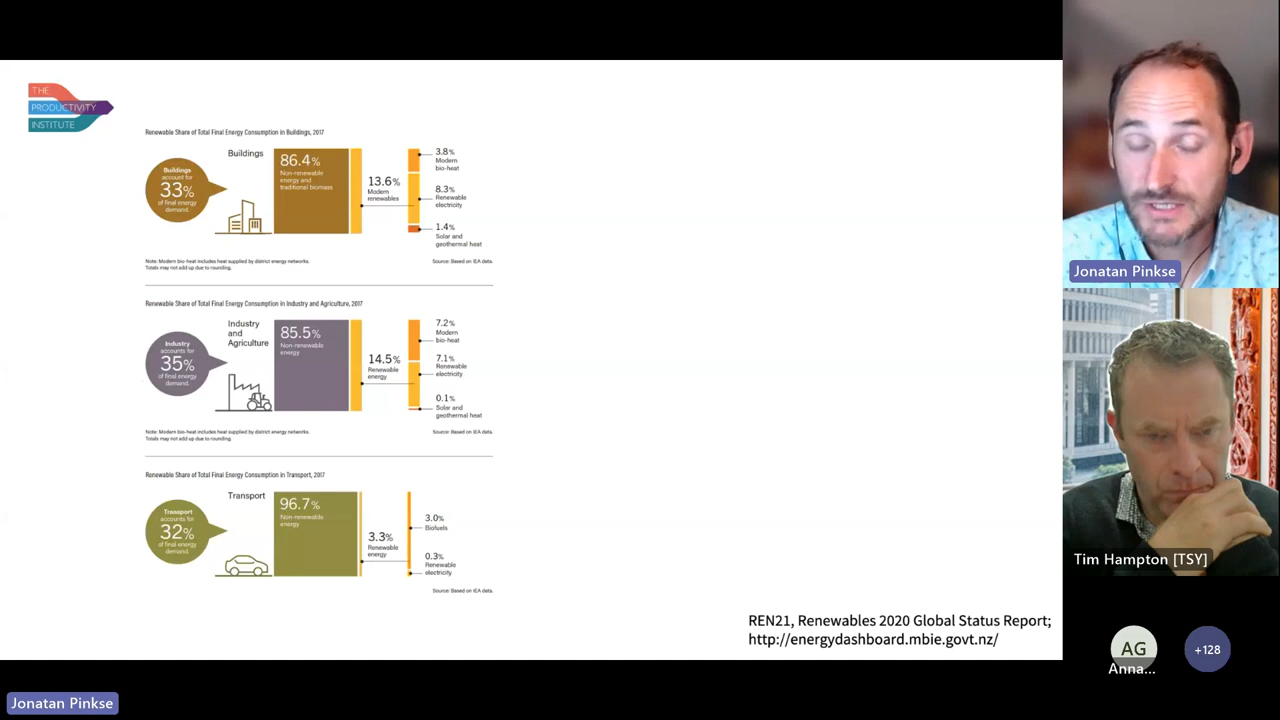 THE
PRODUCTIVITY
INSTITUTE
Renewable Share of Total Final Energy Consumption in Buildings, 2017
Buildings
account for
33%
of final energy
demand.
Buildings
86.4%
Non-renewable
energy and
traditional biomass
13.6%
Modern
renewables
3.8%
Modern
bio-heat
8.3%
Renewable
electricity
1.4%
Solar and
geothermal heat
Note: Modern bio-heat includes heat supplied by district energy networks.
Totals may not add up due to rounding.
Source: Based on IEA data.
Renewable Share of Total Final Energy Consumption in Industry and Agriculture, 2017
Industry
accounts for
35%
of final energy
demand.
Industry
and
Agriculture
85.5%
Non-renewable
energy
14.5%
Renewable
energy
7.2%
Modern
bio-heat
7.1%
Renewable
electricity
0.1%
Solar and
geothermal heat
Note: Modern bio-heat includes heat supplied by district energy networks.
Totals may not add up due to rounding.
Source: Based on IEA data.
Renewable Share of Total Final Energy Consumption in Transport, 2017
Transport
accounts for
32%
of final energy
demand.
Transport
96.7%
Non-renewable
energy
3.3%
Renewable
energy
3.0%
Biofuels
0.3%
Renewable
electricity
Source: Based on IEA data.
REN21, Renewables 2020 Global Status Report;
http://energydashboard.mbie.govt.nz/
Jonatan Pinkse
Tim Hampton [TSY]
AG
Anna...
+128
Jonatan Pinkse